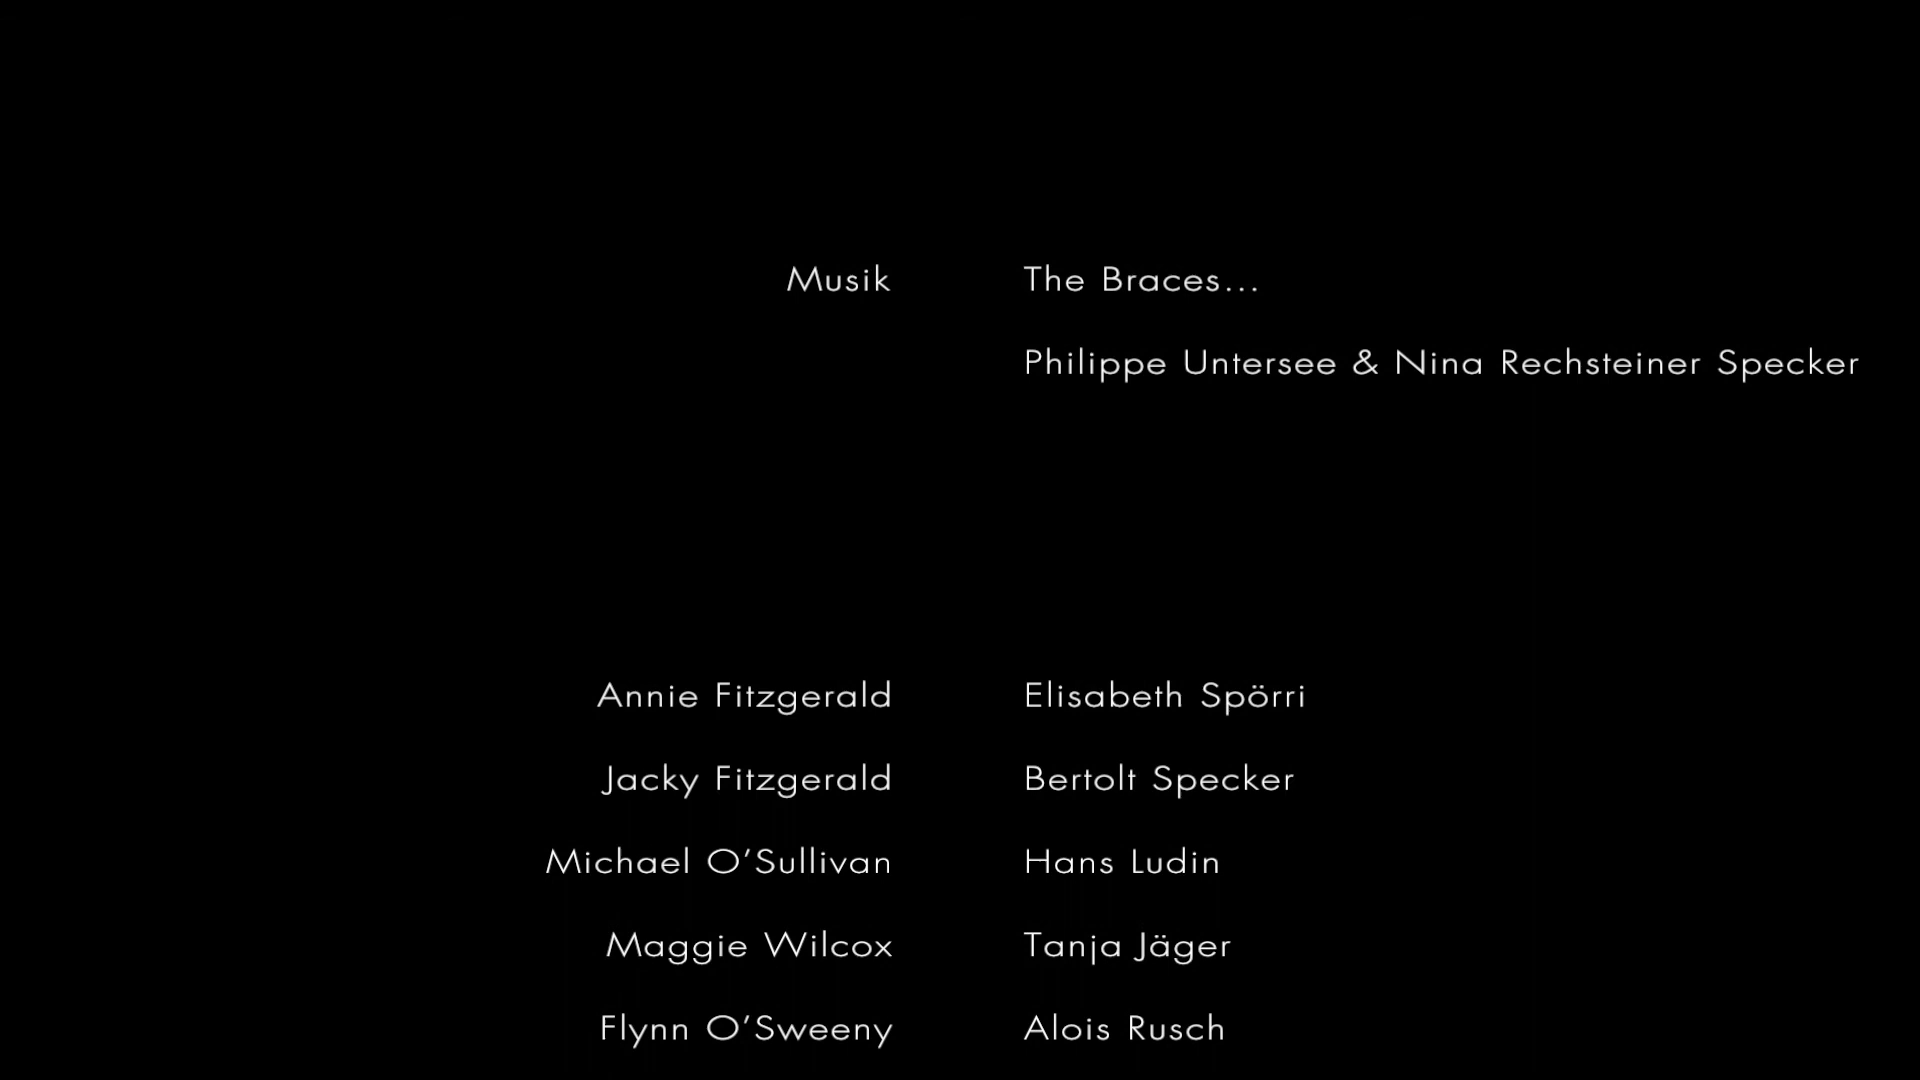 Musik The Braces...
Philippe Untersee & Nina Rechsteiner Specker
Annie Fitzgerald Elisabeth Spörri
Jacky Fitzgerald Bertolt Specker
Michael O’Sullivan Hans Ludin
Maggie Wilcox Tanja Jäger
Flynn O’Sweeny Alois Rusch